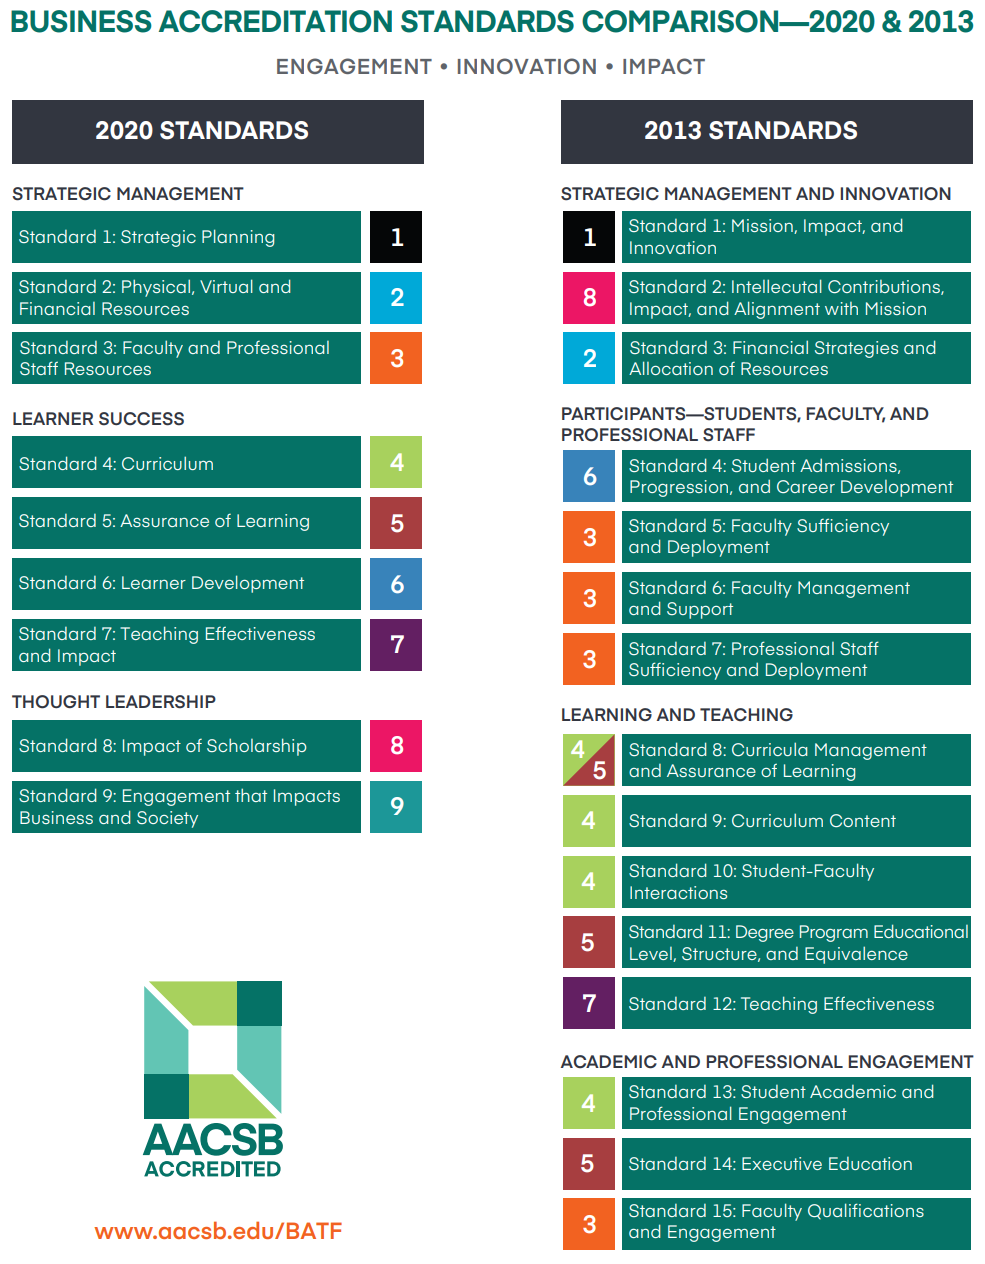 BUSINESS ACCREDITATION STANDARDS COMPARISON—2020 & 2013
ENGAGEMENT • INNOVATION • IMPACT
2020 STANDARDS
STRATEGIC MANAGEMENT
Standard 1: Strategic Planning
1
Standard 2: Physical, Virtual and
Financial Resources
2
Standard 3: Faculty and Professional
Staff Resources
3
LEARNER SUCCESS
Standard 4: Curriculum
4
Standard 5: Assurance of Learning
5
Standard 6: Learner Development
6
Standard 7: Teaching Effectiveness
and Impact
7
THOUGHT LEADERSHIP
Standard 8: Impact of Scholarship
8
Standard 9: Engagement that Impacts
Business and Society
9
AACSB
ACCREDITED
www.aacsb.edu/BATF
2013 STANDARDS
STRATEGIC MANAGEMENT AND INNOVATION
1
Standard 1: Mission, Impact, and
Innovation
8
Standard 2: Intellecutal Contributions,
Impact, and Alignment with Mission
2
Standard 3: Financial Strategies and
Allocation of Resources
PARTICIPANTS—STUDENTS, FACULTY, AND
PROFESSIONAL STAFF
6
Standard 4: Student Admissions,
Progression, and Career Development
3
Standard 5: Faculty Sufficiency
and Deployment
3
Standard 6: Faculty Management
and Support
3
Standard 7: Professional Staff
Sufficiency and Deployment
LEARNING AND TEACHING
4
5
Standard 8: Curricula Management
and Assurance of Learning
4
Standard 9: Curriculum Content
4
Standard 10: Student-Faculty
Interactions
5
Standard 11: Degree Program Educational
Level, Structure, and Equivalence
7
Standard 12: Teaching Effectiveness
ACADEMIC AND PROFESSIONAL ENGAGEMENT
4
Standard 13: Student Academic and
Professional Engagement
5
Standard 14: Executive Education
3
Standard 15: Faculty Qualifications
and Engagement